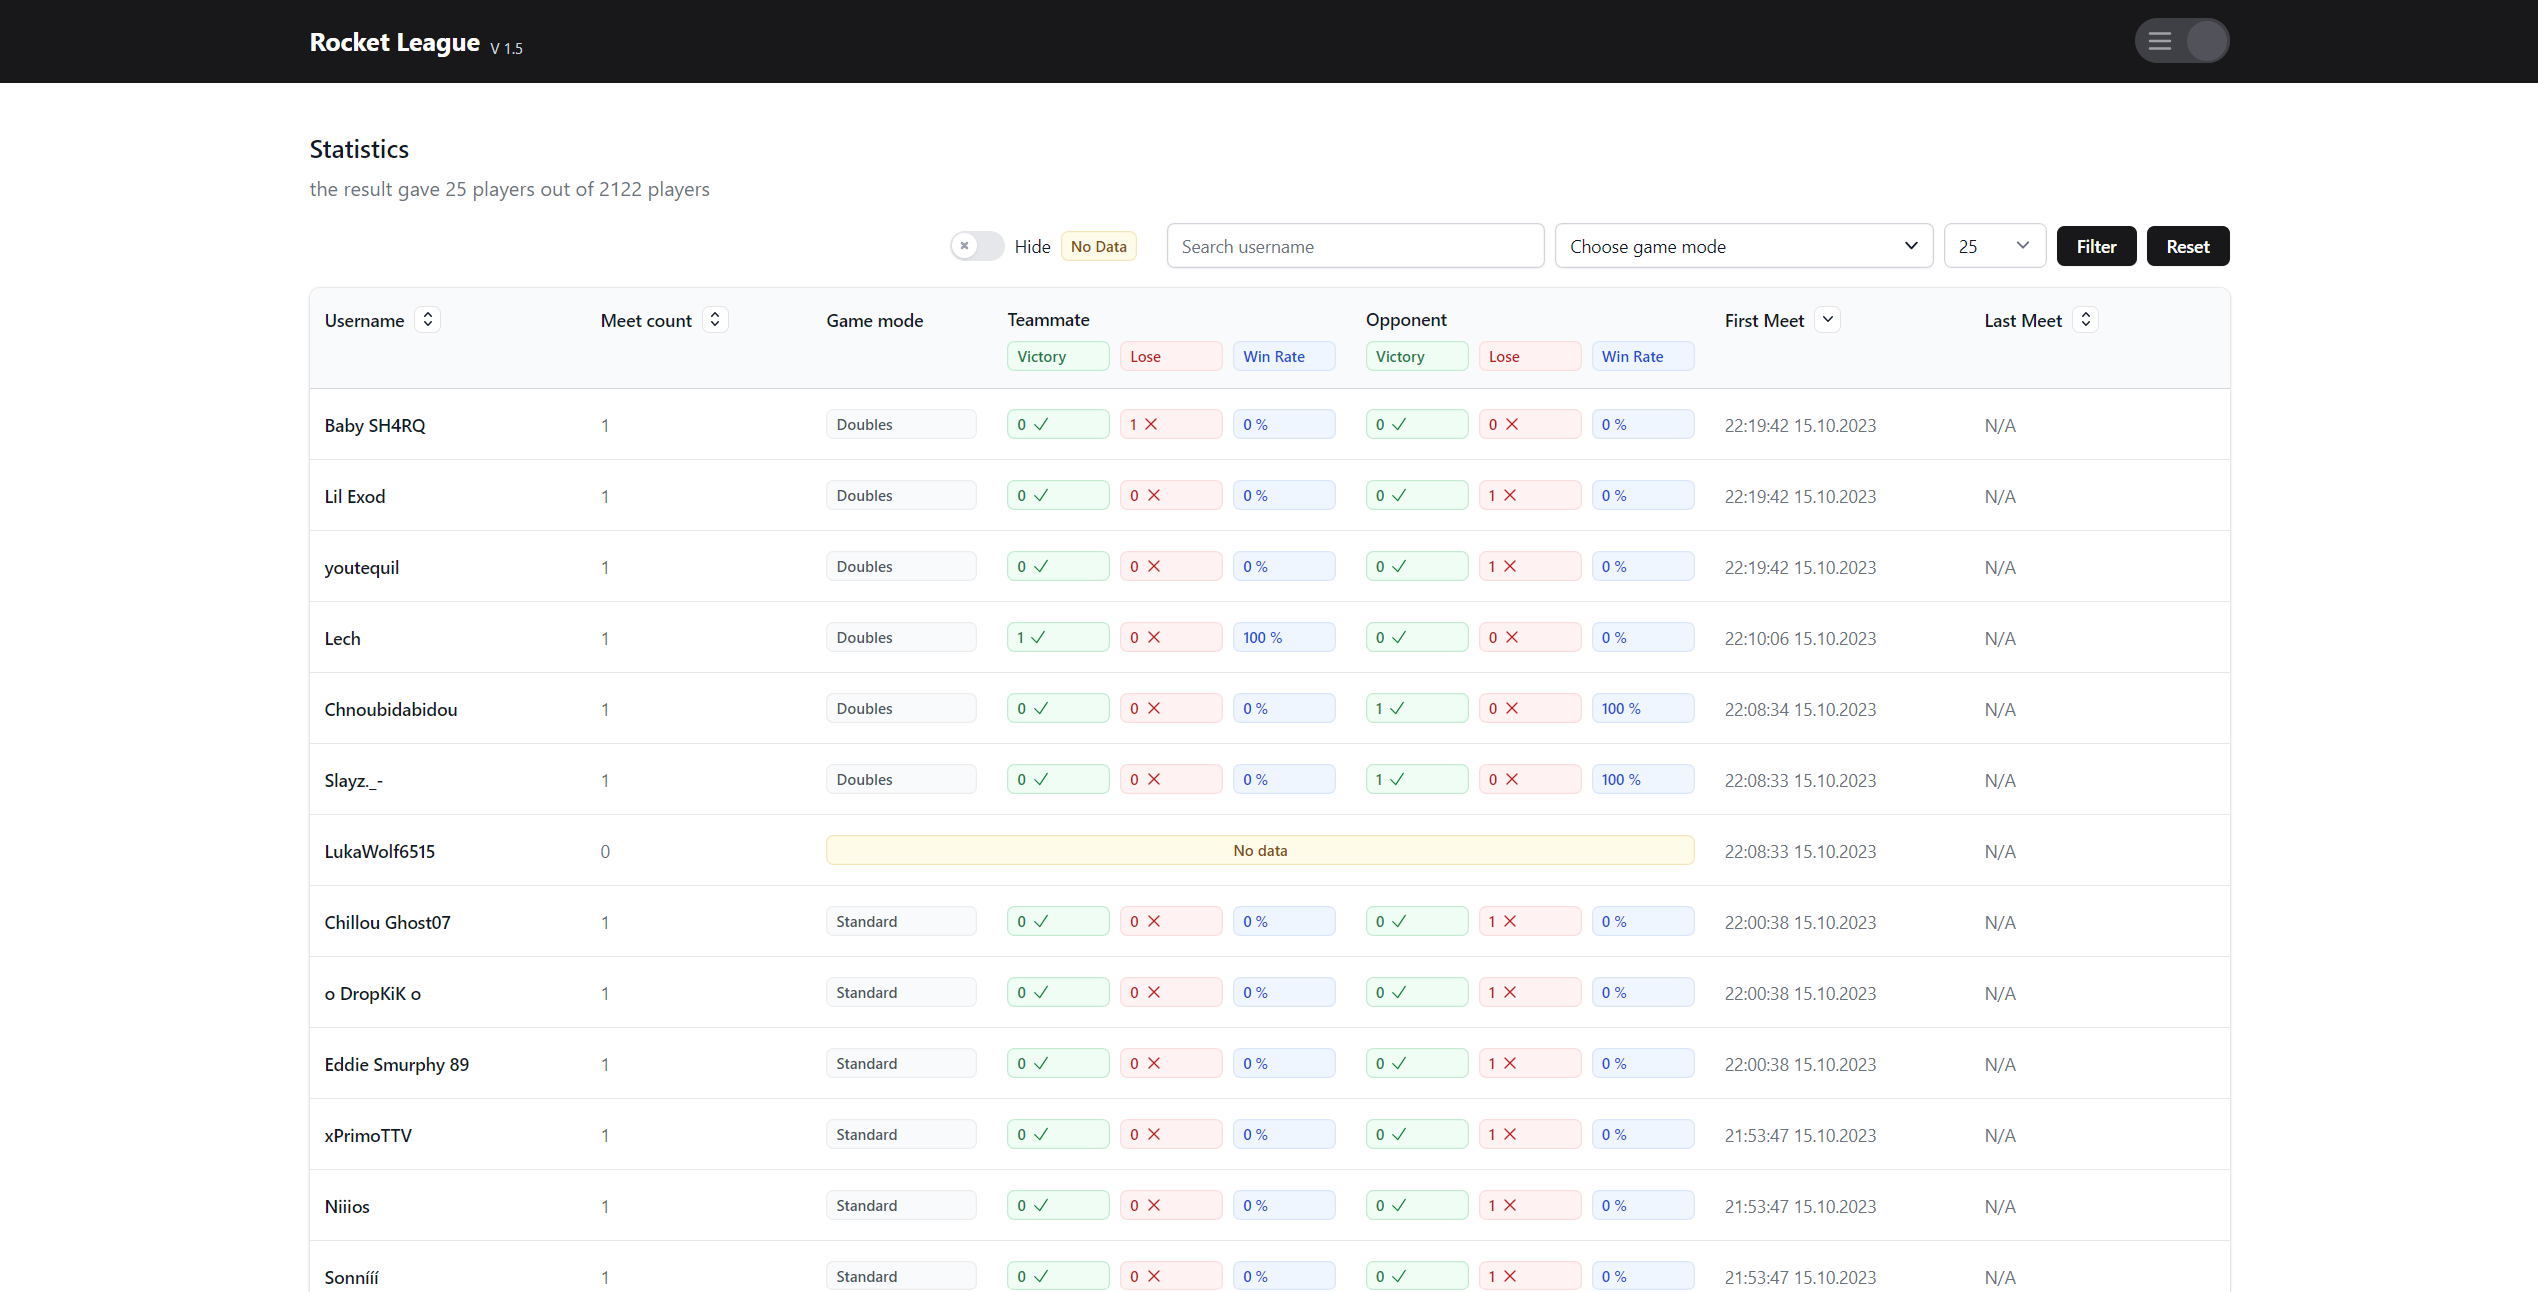 Rocket League V 1.5
Statistics
the result gave 25 players out of 2122 players
Hide No Data Search username Choose game mode 25 Filter Reset
Username Meet count Game mode Teammate Opponent First Meet Last Meet
Victory Lose Win Rate Victory Lose Win Rate
Baby SH4RQ 1 Doubles 0 ✓ 1 ✕ 0 % 0 ✓ 0 ✕ 0 % 22:19:42 15.10.2023 N/A
Lil Exod 1 Doubles 0 ✓ 0 ✕ 0 % 0 ✓ 1 ✕ 0 % 22:19:42 15.10.2023 N/A
youtequil 1 Doubles 0 ✓ 0 ✕ 0 % 0 ✓ 1 ✕ 0 % 22:19:42 15.10.2023 N/A
Lech 1 Doubles 1 ✓ 0 ✕ 100 % 0 ✓ 0 ✕ 0 % 22:10:06 15.10.2023 N/A
Chnoubidabidou 1 Doubles 0 ✓ 0 ✕ 0 % 1 ✓ 0 ✕ 100 % 22:08:34 15.10.2023 N/A
Slayz._- 1 Doubles 0 ✓ 0 ✕ 0 % 1 ✓ 0 ✕ 100 % 22:08:33 15.10.2023 N/A
LukaWolf6515 0 No data 22:08:33 15.10.2023 N/A
Chillou Ghost07 1 Standard 0 ✓ 0 ✕ 0 % 0 ✓ 1 ✕ 0 % 22:00:38 15.10.2023 N/A
o DropKiK o 1 Standard 0 ✓ 0 ✕ 0 % 0 ✓ 1 ✕ 0 % 22:00:38 15.10.2023 N/A
Eddie Smurphy 89 1 Standard 0 ✓ 0 ✕ 0 % 0 ✓ 1 ✕ 0 % 22:00:38 15.10.2023 N/A
xPrimoTTV 1 Standard 0 ✓ 0 ✕ 0 % 0 ✓ 1 ✕ 0 % 21:53:47 15.10.2023 N/A
Niiios 1 Standard 0 ✓ 0 ✕ 0 % 0 ✓ 1 ✕ 0 % 21:53:47 15.10.2023 N/A
Sonnííí 1 Standard 0 ✓ 0 ✕ 0 % 0 ✓ 1 ✕ 0 % 21:53:47 15.10.2023 N/A